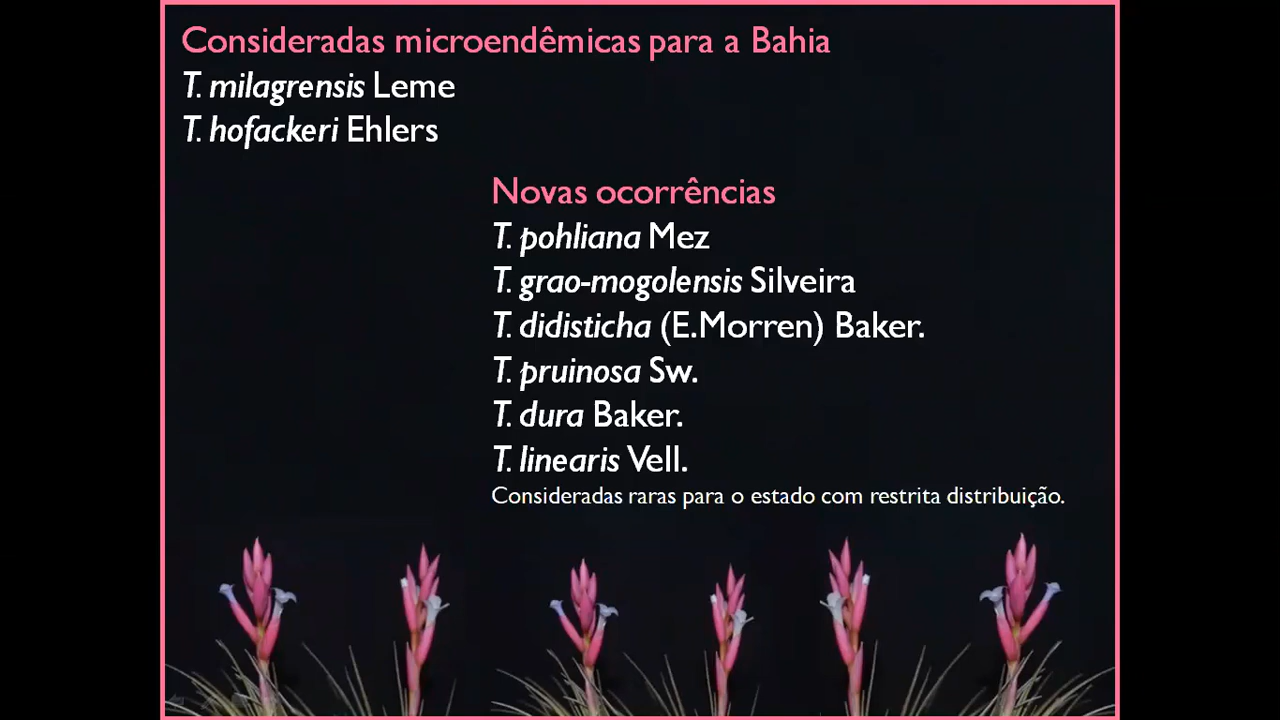 Consideradas microendêmicas para a Bahia
T. milagrensis Leme
T. hofackeri Ehlers
Novas ocorrências
T. pohliana Mez
T. grao-mogolensis Silveira
T. didisticha (E.Morren) Baker.
T. pruinosa Sw.
T. dura Baker.
T. linearis Vell.
Consideradas raras para o estado com restrita distribuição.